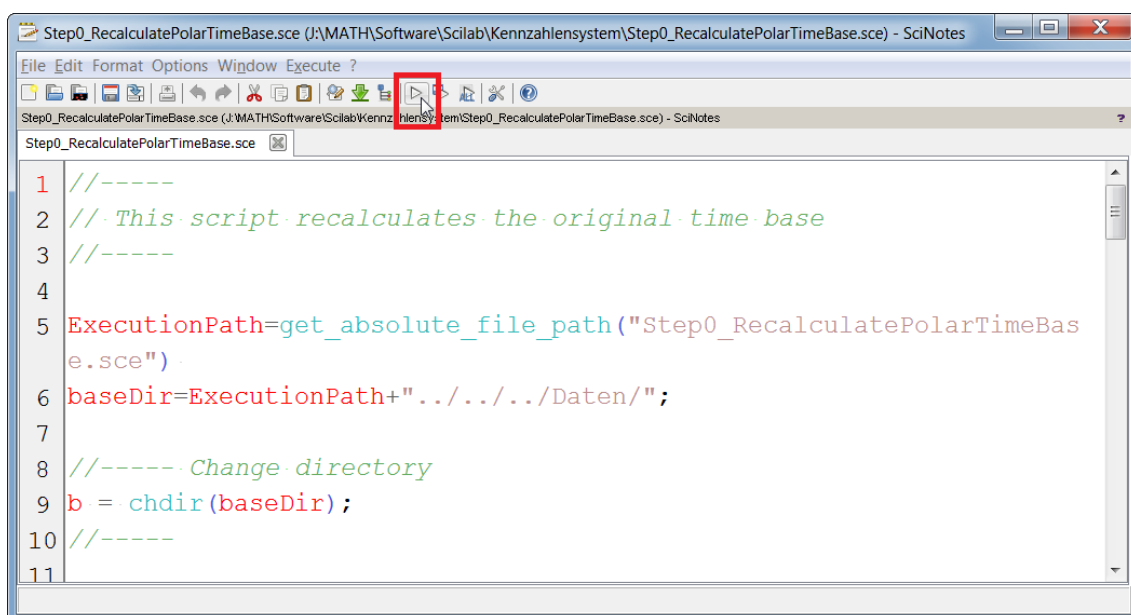 Step0_RecalculatePolarTimeBase.sce (J:\MATH\Software\Scilab\Kennzahlensystem\Step0_RecalculatePolarTimeBase.sce) - SciNotes
File Edit Format Options Window Execute ?
Step0_RecalculatePolarTimeBase.sce (J:\MATH\Software\Scilab\Kennzahlensystem\Step0_RecalculatePolarTimeBase.sce) - SciNotes ?
Step0_RecalculatePolarTimeBase.sce
1 //-----
2 // This script recalculates the original time base
3 //-----
4
5 ExecutionPath=get_absolute_file_path("Step0_RecalculatePolarTimeBas
e.sce")
6 baseDir=ExecutionPath+"../../../Daten/";
7
8 //----- Change directory
9 b = chdir(baseDir);
10 //-----
11